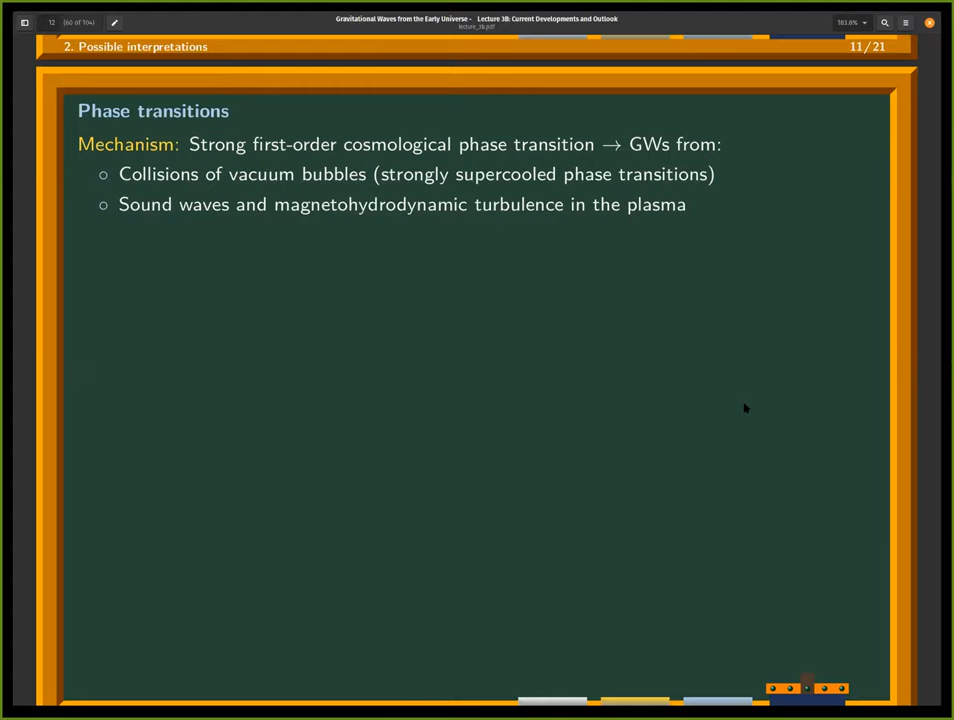 Gravitational Waves from the Early Universe - Lecture 3B: Current Developments and Outlook
lecture_3b.pdf
12 (60 of 104)
183.6%
2. Possible interpretations 11/21
Phase transitions
Mechanism: Strong first-order cosmological phase transition → GWs from:
○ Collisions of vacuum bubbles (strongly supercooled phase transitions)
○ Sound waves and magnetohydrodynamic turbulence in the plasma